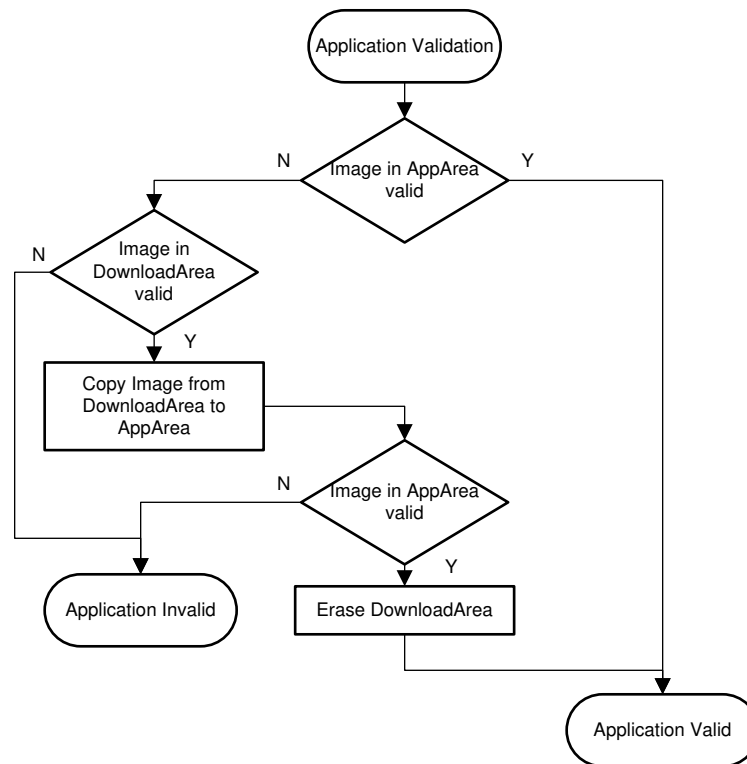 Application Validation
N
Image in AppArea
valid
Y
N
Image in
DownloadArea
valid
Y
Copy Image from
DownloadArea to
AppArea
N
Image in AppArea
valid
Y
Application Invalid
Erase DownloadArea
Application Valid